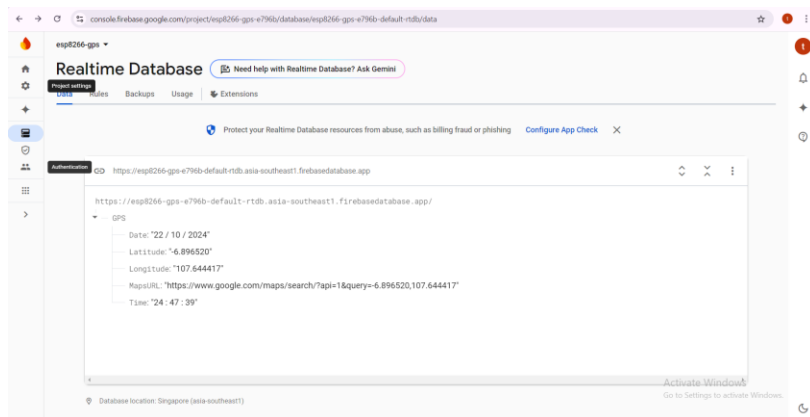 console.firebase.google.com/project/esp8266-gps-e796b/database/esp8266-gps-e796b-default-rtdb/data
t
esp8266-gps
t
Realtime Database
Need help with Realtime Database? Ask Gemini
Project settings
Data Rules Backups Usage Extensions
Protect your Realtime Database resources from abuse, such as billing fraud or phishing Configure App Check
Authentication
https://esp8266-gps-e796b-default-rtdb.asia-southeast1.firebasedatabase.app
https://esp8266-gps-e796b-default-rtdb.asia-southeast1.firebasedatabase.app/
GPS
Date: "22 / 10 / 2024"
Latitude: "-6.896520"
Longitude: "107.644417"
MapsURL: "https://www.google.com/maps/search/?api=1&query=-6.896520,107.644417"
Time: "24 : 47 : 39"
Activate Windows
Go to Settings to activate Windows.
Database location: Singapore (asia-southeast1)